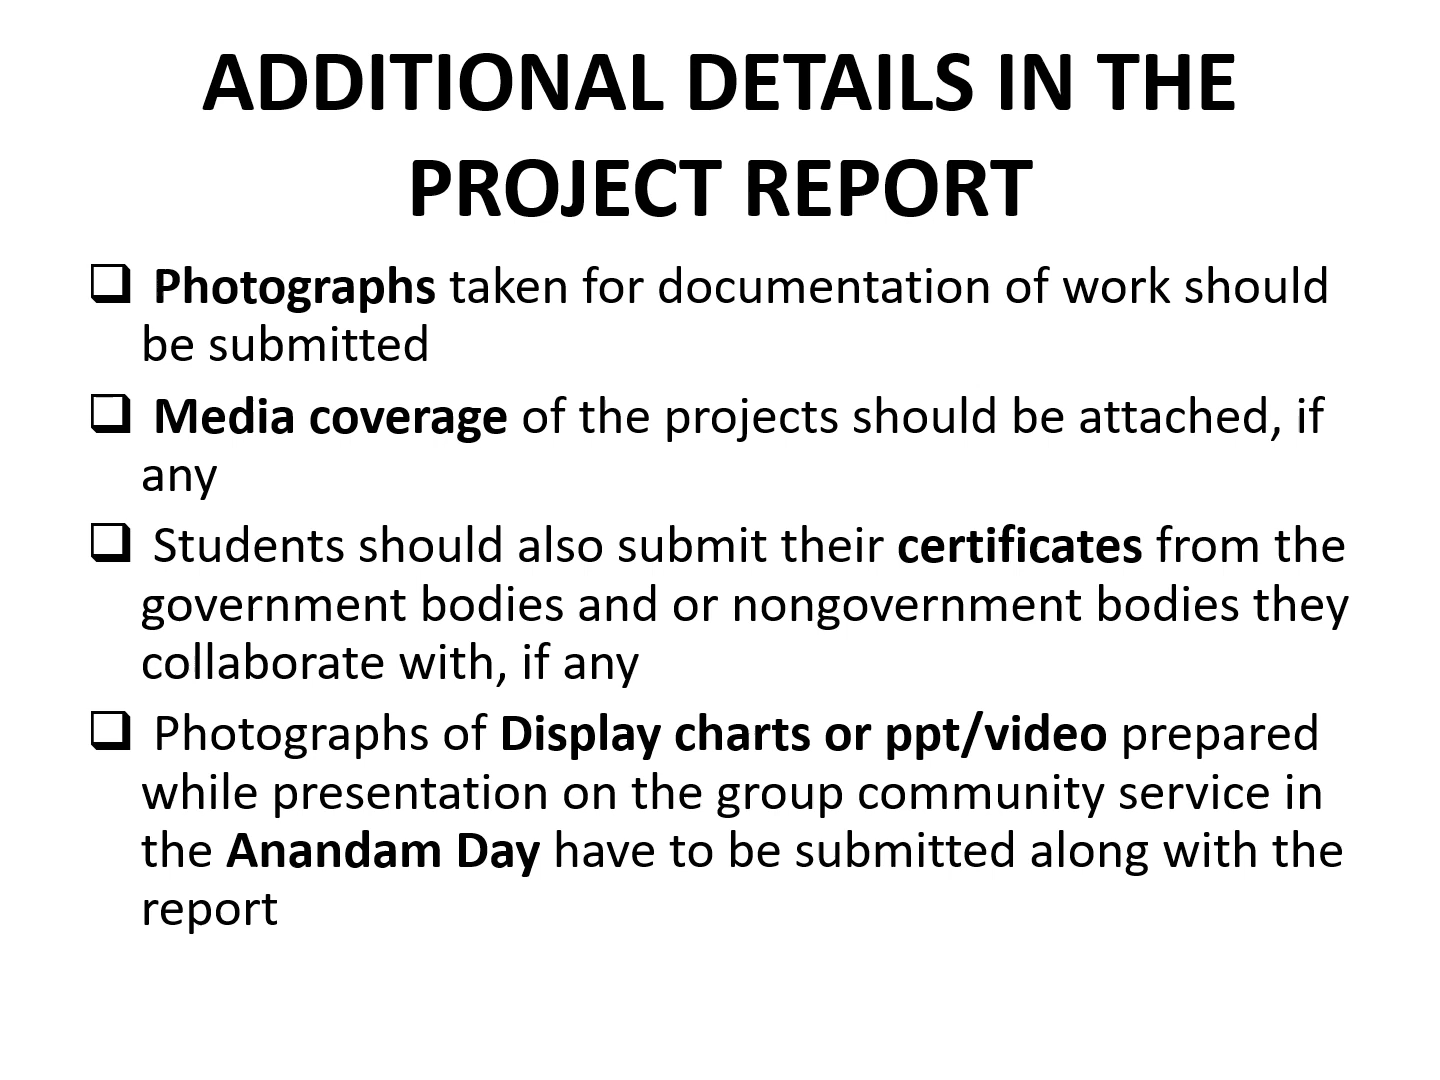 ADDITIONAL DETAILS IN THE
PROJECT REPORT
❑ Photographs taken for documentation of work should
be submitted
❑ Media coverage of the projects should be attached, if
any
❑ Students should also submit their certificates from the
government bodies and or nongovernment bodies they
collaborate with, if any
❑ Photographs of Display charts or ppt/video prepared
while presentation on the group community service in
the Anandam Day have to be submitted along with the
report